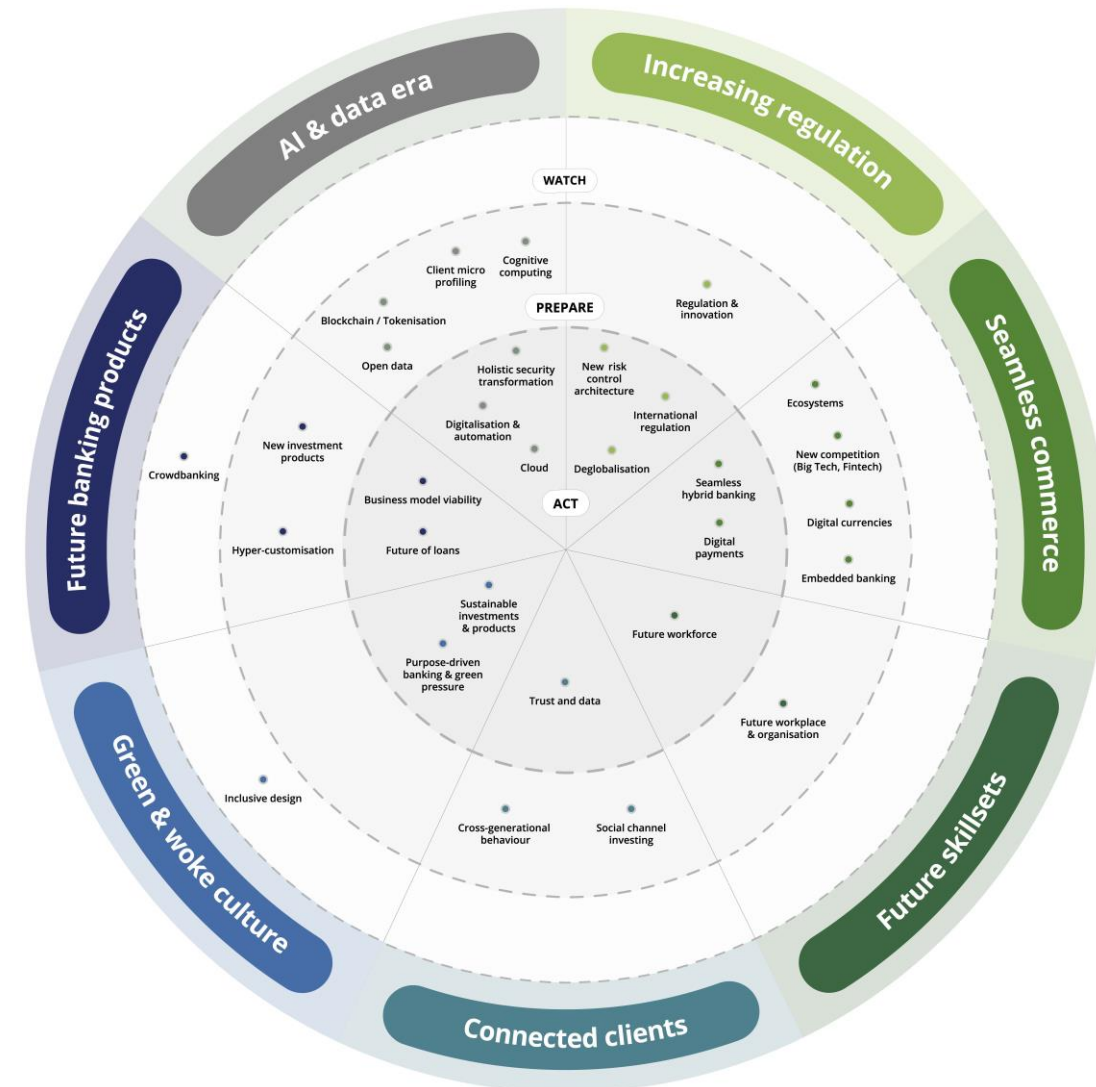 AI & data era
Increasing regulation
Seamless commerce
Future skillsets
Connected clients
Green & woke culture
Future banking products
WATCH
PREPARE
ACT
Cognitive
computing
Client micro
profiling
Blockchain / Tokenisation
Open data
Holistic security
transformation
Digitalisation &
automation
Cloud
Regulation &
innovation
New risk
control
architecture
International
regulation
Deglobalisation
Ecosystems
New competition
(Big Tech, Fintech)
Digital currencies
Embedded banking
Seamless
hybrid banking
Digital
payments
Future workforce
Future workplace
& organisation
Trust and data
Cross-generational
behaviour
Social channel
investing
Sustainable
investments
& products
Purpose-driven
banking & green
pressure
Inclusive design
Crowdbanking
New investment
products
Hyper-customisation
Business model viability
Future of loans